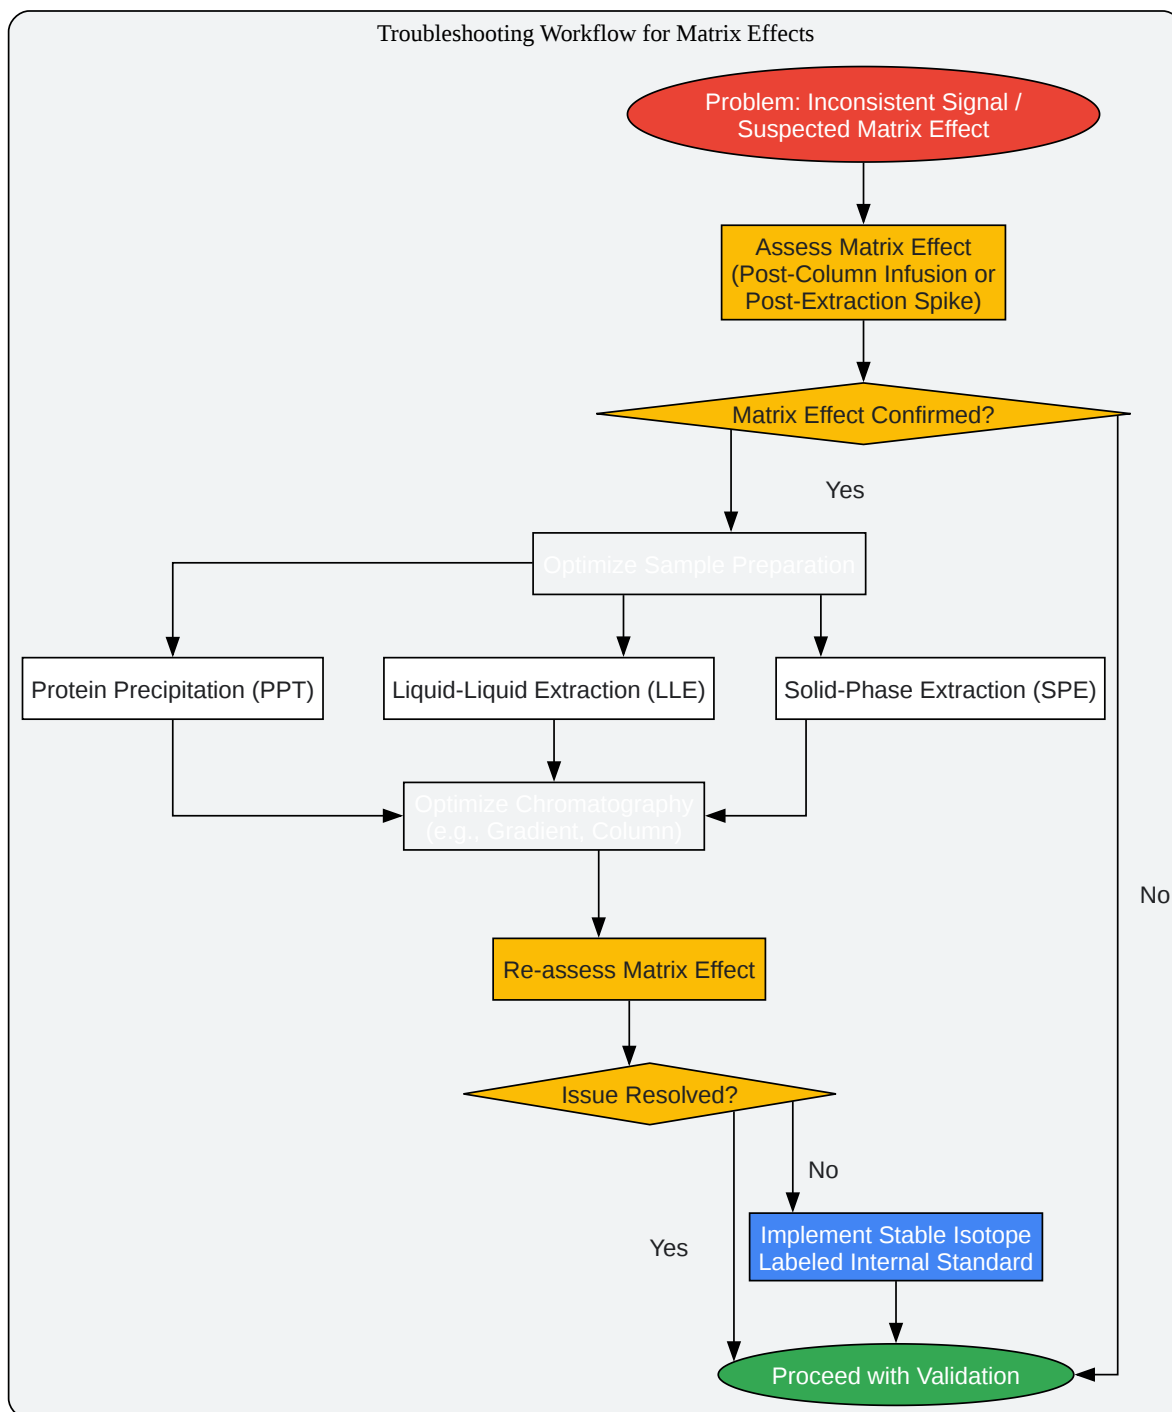 Troubleshooting Workflow for Matrix Effects
Problem: Inconsistent Signal /
Suspected Matrix Effect
Assess Matrix Effect
(Post-Column Infusion or
Post-Extraction Spike)
Matrix Effect Confirmed?
Yes
Optimize Sample Preparation
Protein Precipitation (PPT)
Liquid-Liquid Extraction (LLE)
Solid-Phase Extraction (SPE)
Optimize Chromatography
(e.g., Gradient, Column)
No
Re-assess Matrix Effect
Issue Resolved?
No
Yes
Implement Stable Isotope
Labeled Internal Standard
Proceed with Validation